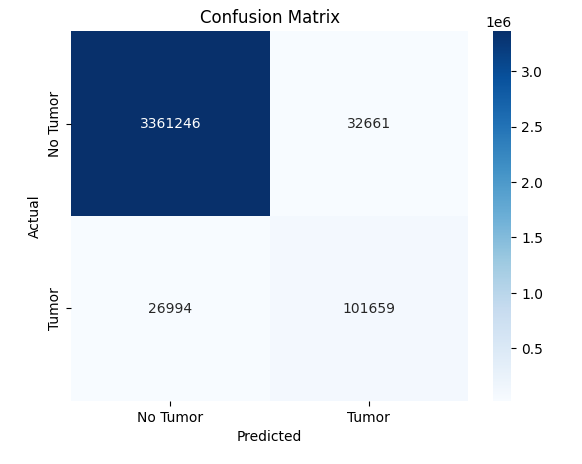 Confusion Matrix
1e6
No Tumor
3361246
32661
3.0
2.5
Actual
2.0
1.5
Tumor
26994
101659
1.0
0.5
No Tumor
Tumor
Predicted